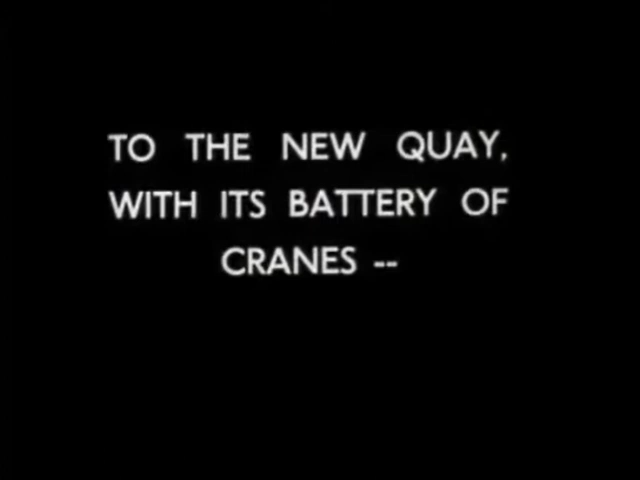 TO THE NEW QUAY,
WITH ITS BATTERY OF
CRANES --